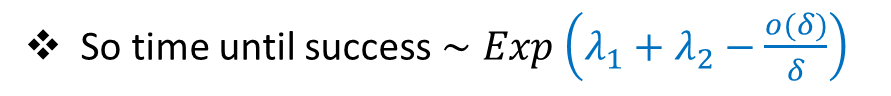 ❖ So time until success ~ Exp (λ₁ + λ₂ − o(δ)/δ)